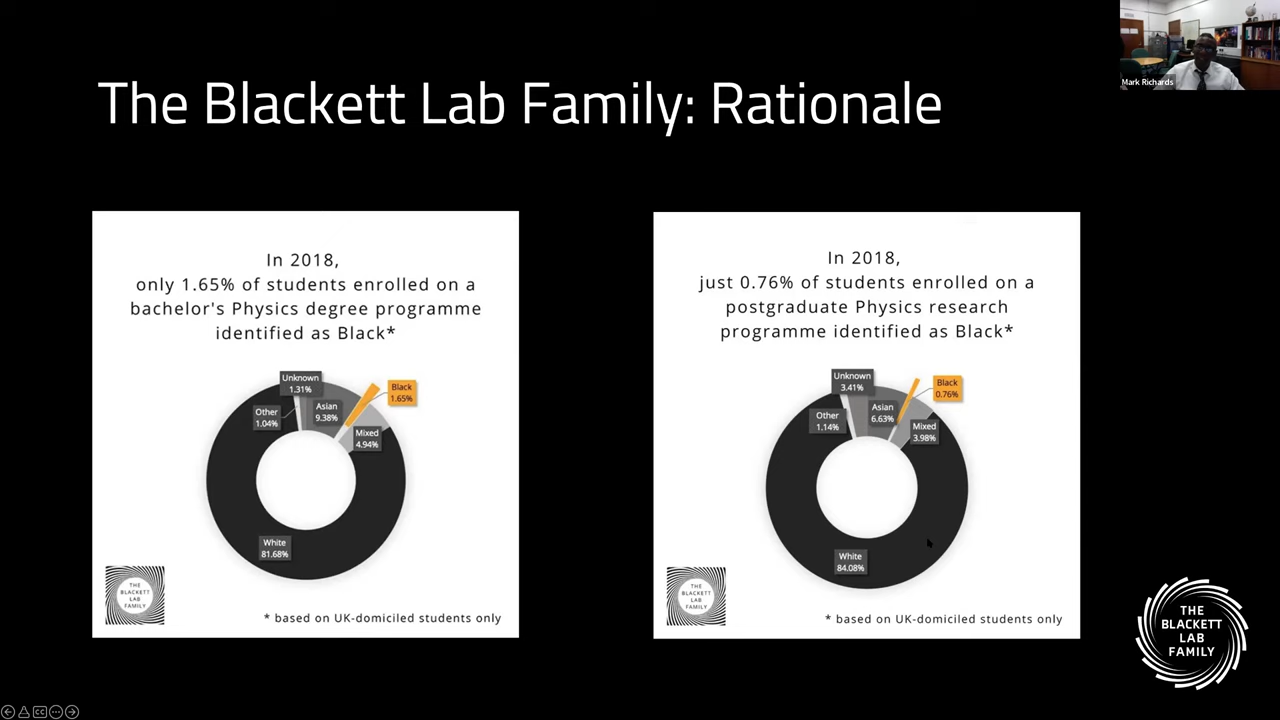 The Blackett Lab Family: Rationale
Mark Richards
In 2018,
only 1.65% of students enrolled on a
bachelor's Physics degree programme
identified as Black*
Unknown
1.31%
Black
1.65%
Other
1.04%
Asian
9.38%
Mixed
4.94%
White
81.68%
THE
BLACKETT
LAB
FAMILY
* based on UK-domiciled students only
In 2018,
just 0.76% of students enrolled on a
postgraduate Physics research
programme identified as Black*
Unknown
3.41%
Black
0.76%
Other
1.14%
Asian
6.63%
Mixed
3.98%
White
84.08%
THE
BLACKETT
LAB
FAMILY
* based on UK-domiciled students only
THE
BLACKETT
LAB
FAMILY
CC